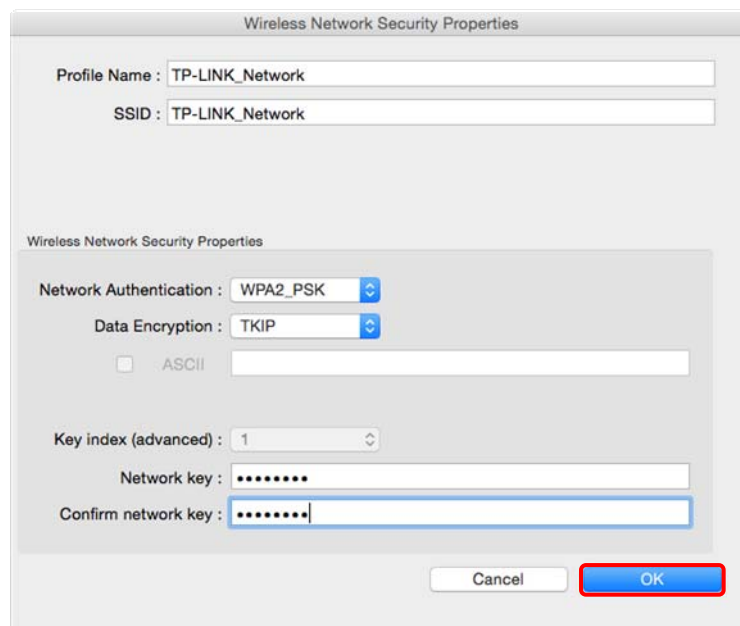 Wireless Network Security Properties
Profile Name : TP-LINK_Network
SSID : TP-LINK_Network
Wireless Network Security Properties
Network Authentication : WPA2_PSK
Data Encryption : TKIP
ASCII
Key index (advanced) : 1
Network key : ••••••••
Confirm network key : ••••••••
Cancel OK